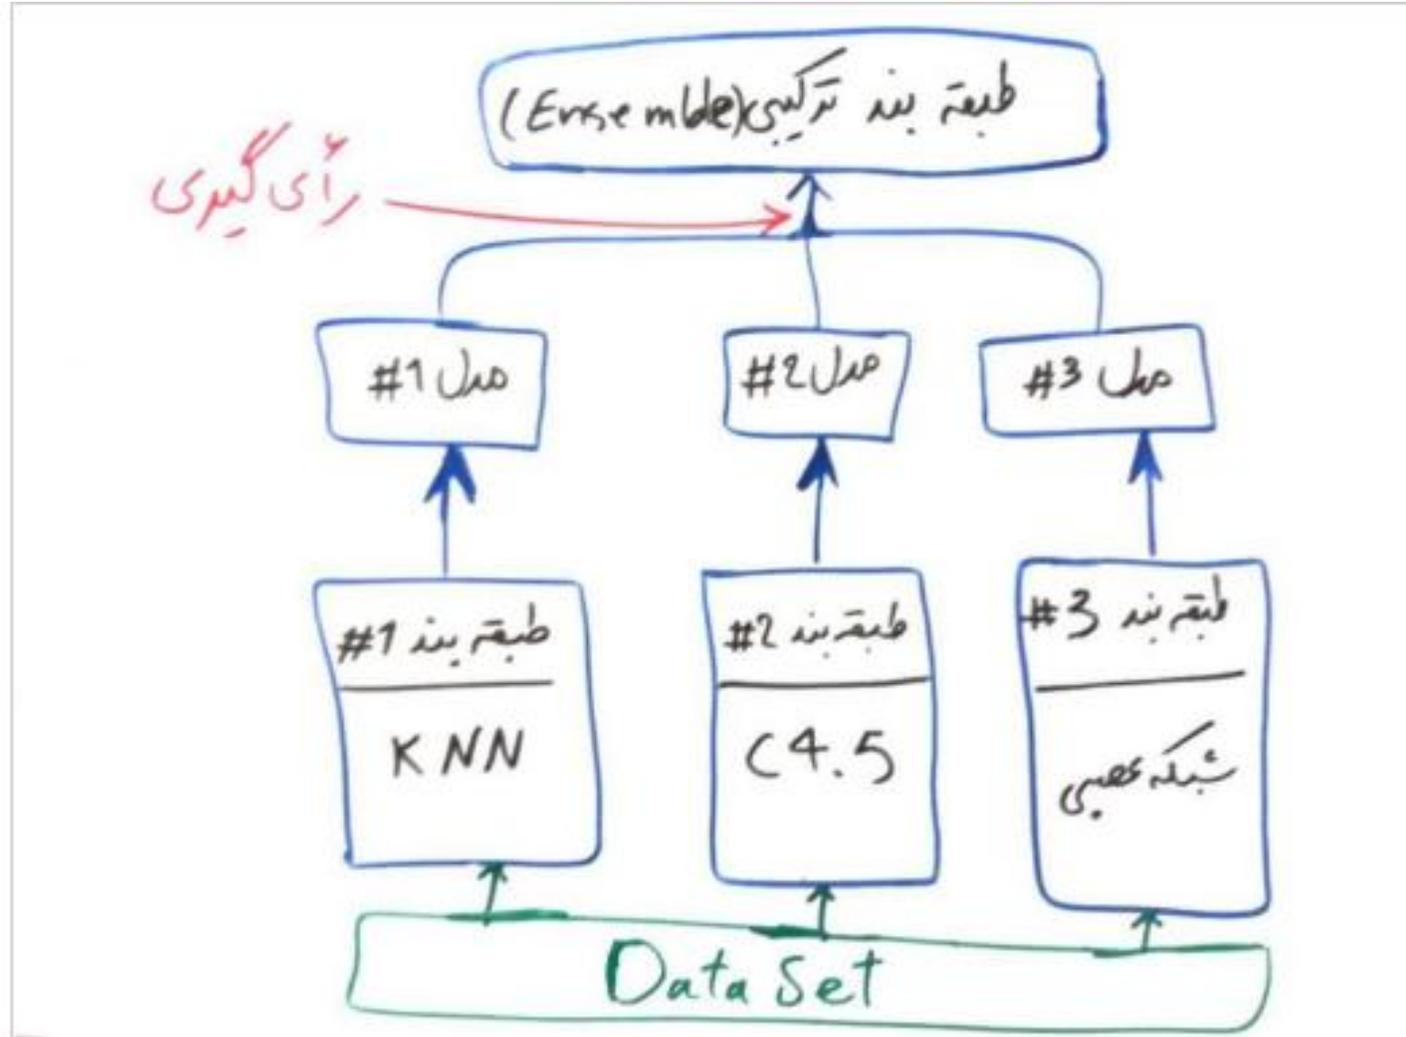 طبقه بند ترکیبی (Ensemble)
رأی گیری
مدل #1
مدل #2
مدل #3
طبقه بند #1
KNN
طبقه بند #2
C4.5
طبقه بند #3
شبکه عصبی
Data Set